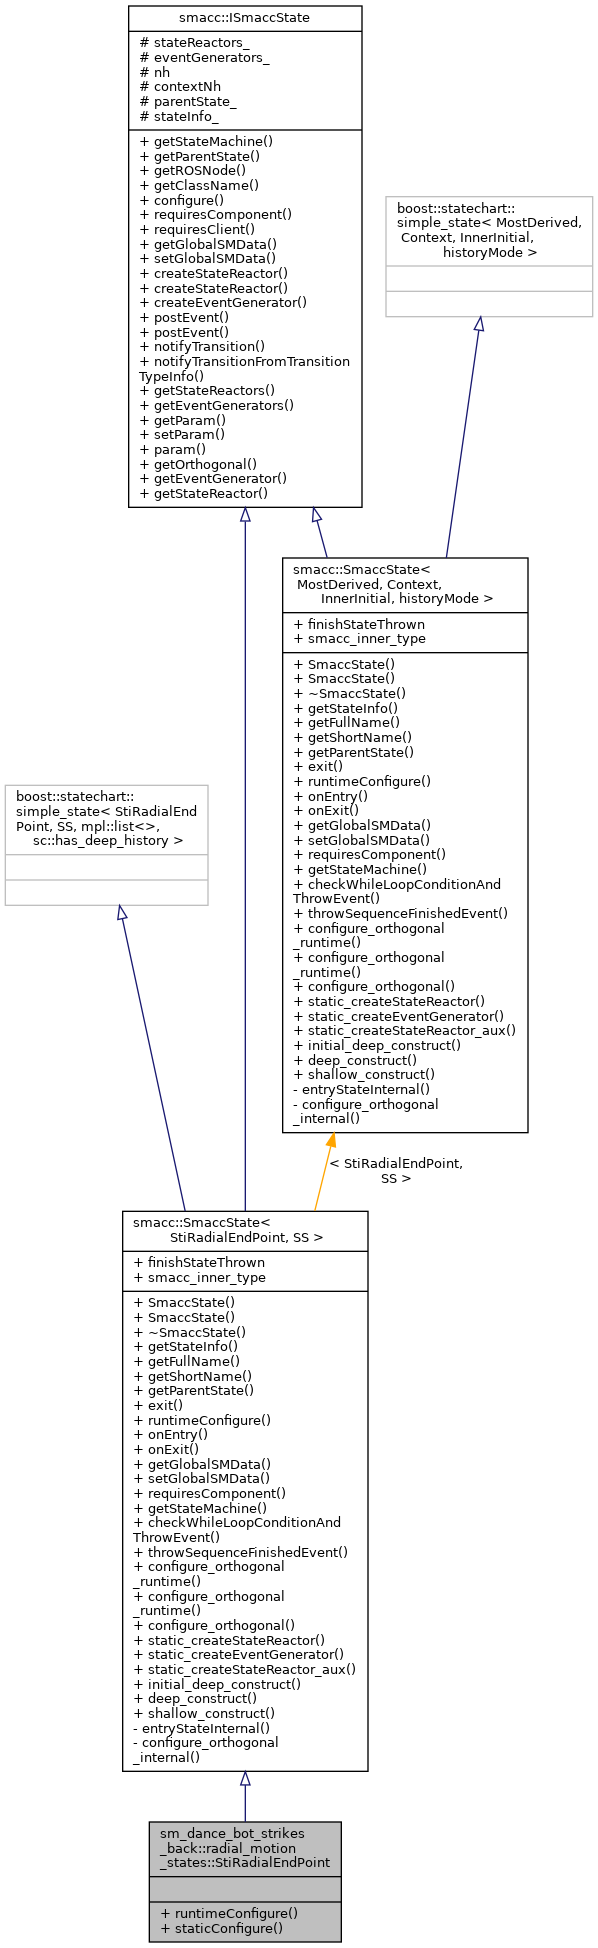 smacc::ISmaccState
# stateReactors_
# eventGenerators_
# nh
# contextNh
# parentState_
# stateInfo_
+ getStateMachine()
+ getParentState()
+ getROSNode()
+ getClassName()
+ configure()
+ requiresComponent()
+ requiresClient()
+ getGlobalSMData()
+ setGlobalSMData()
+ createStateReactor()
+ createStateReactor()
+ createEventGenerator()
+ postEvent()
+ postEvent()
+ notifyTransition()
+ notifyTransitionFromTransition
TypeInfo()
+ getStateReactors()
+ getEventGenerators()
+ getParam()
+ setParam()
+ param()
+ getOrthogonal()
+ getEventGenerator()
+ getStateReactor()
boost::statechart::
simple_state< MostDerived,
Context, InnerInitial,
historyMode >
smacc::SmaccState<
MostDerived, Context,
InnerInitial, historyMode >
+ finishStateThrown
+ smacc_inner_type
+ SmaccState()
+ SmaccState()
+ ~SmaccState()
+ getStateInfo()
+ getFullName()
+ getShortName()
+ getParentState()
+ exit()
+ runtimeConfigure()
+ onEntry()
+ onExit()
+ getGlobalSMData()
+ setGlobalSMData()
+ requiresComponent()
+ getStateMachine()
+ checkWhileLoopConditionAnd
ThrowEvent()
+ throwSequenceFinishedEvent()
+ configure_orthogonal
_runtime()
+ configure_orthogonal
_runtime()
+ configure_orthogonal()
+ static_createStateReactor()
+ static_createEventGenerator()
+ static_createStateReactor_aux()
+ initial_deep_construct()
+ deep_construct()
+ shallow_construct()
- entryStateInternal()
- configure_orthogonal
_internal()
boost::statechart::
simple_state< StiRadialEnd
Point, SS, mpl::list<>,
sc::has_deep_history >
< StiRadialEndPoint,
SS >
smacc::SmaccState<
StiRadialEndPoint, SS >
+ finishStateThrown
+ smacc_inner_type
+ SmaccState()
+ SmaccState()
+ ~SmaccState()
+ getStateInfo()
+ getFullName()
+ getShortName()
+ getParentState()
+ exit()
+ runtimeConfigure()
+ onEntry()
+ onExit()
+ getGlobalSMData()
+ setGlobalSMData()
+ requiresComponent()
+ getStateMachine()
+ checkWhileLoopConditionAnd
ThrowEvent()
+ throwSequenceFinishedEvent()
+ configure_orthogonal
_runtime()
+ configure_orthogonal
_runtime()
+ configure_orthogonal()
+ static_createStateReactor()
+ static_createEventGenerator()
+ static_createStateReactor_aux()
+ initial_deep_construct()
+ deep_construct()
+ shallow_construct()
- entryStateInternal()
- configure_orthogonal
_internal()
sm_dance_bot_strikes
_back::radial_motion
_states::StiRadialEndPoint
+ runtimeConfigure()
+ staticConfigure()